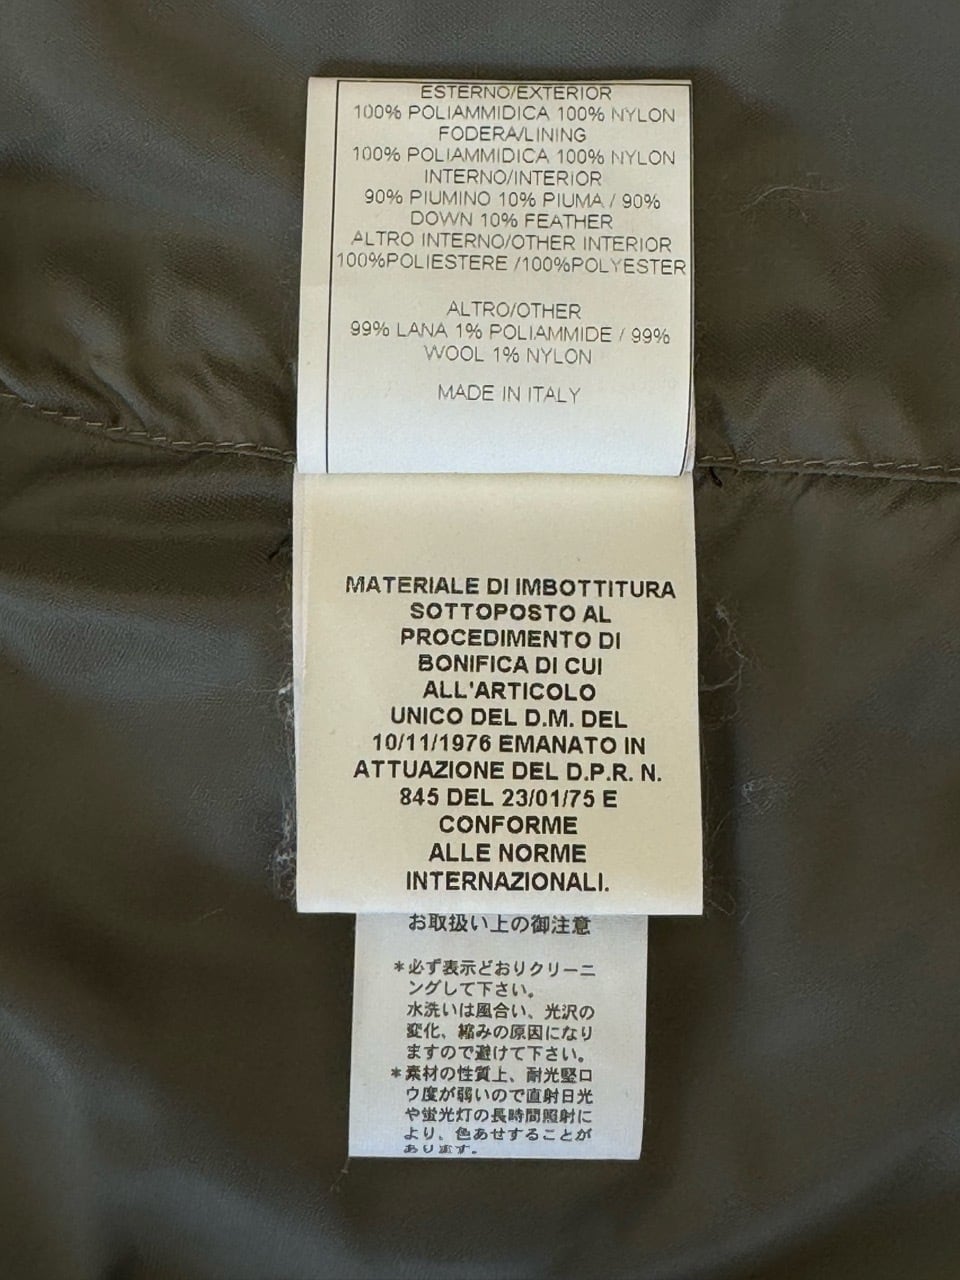 ESTERNO/EXTERIOR
100% POLIAMMIDICA 100% NYLON
FODERA/LINING
100% POLIAMMIDICA 100% NYLON
INTERNO/INTERIOR
90% PIUMINO 10% PIUMA / 90%
DOWN 10% FEATHER
ALTRO INTERNO/OTHER INTERIOR
100%POLIESTERE /100%POLYESTER
ALTRO/OTHER
99% LANA 1% POLIAMMIDE / 99%
WOOL 1% NYLON
MADE IN ITALY
MATERIALE DI IMBOTTITURA
SOTTOPOSTO AL
PROCEDIMENTO DI
BONIFICA DI CUI
ALL'ARTICOLO
UNICO DEL D.M. DEL
10/11/1976 EMANATO IN
ATTUAZIONE DEL D.P.R. N.
845 DEL 23/01/75 E
CONFORME
ALLE NORME
INTERNAZIONALI.
お取扱い上の御注意
*必ず表示どおりクリーニ
ングして下さい。
水洗いは風合い、光沢の
変化、縮みの原因になり
ますので避けて下さい。
*素材の性質上、耐光堅ロ
ウ度が弱いので直射日光
や蛍光灯の長時間照射に
より、色あせすることが
あります。